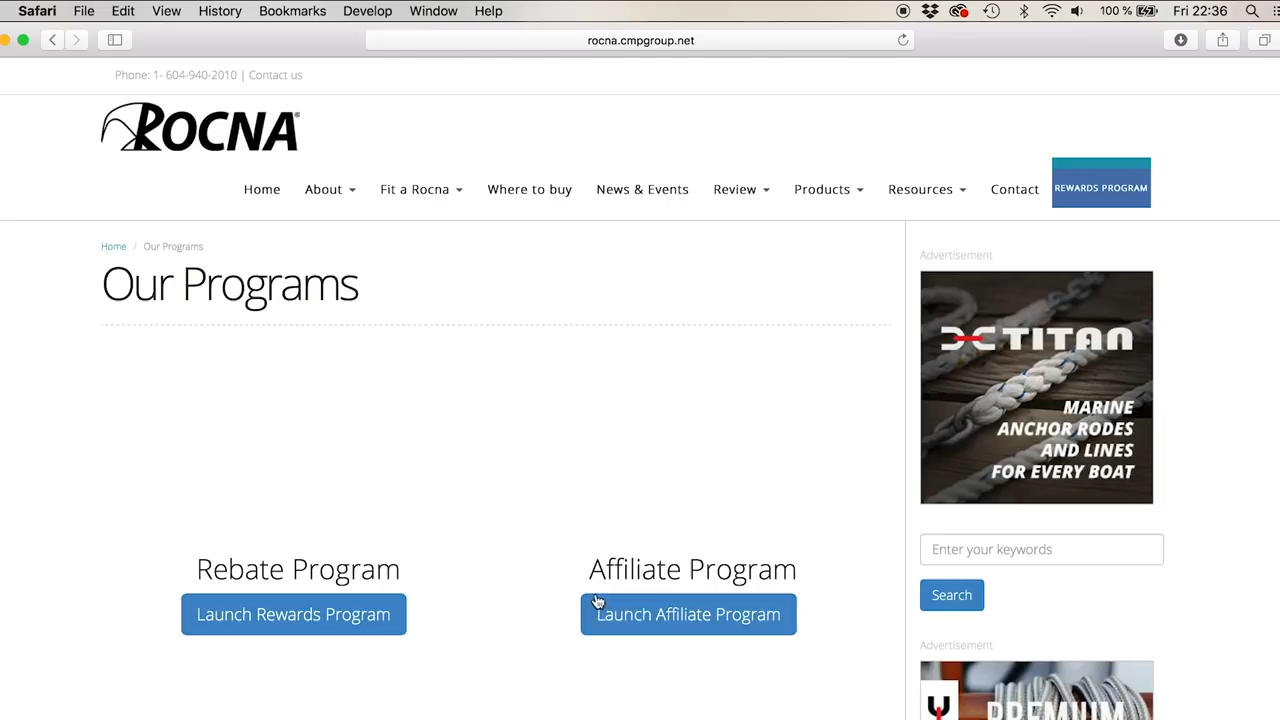 Safari File Edit View History Bookmarks Develop Window Help 100 % Fri 22:36
rocna.cmpgroup.net
Phone: 1- 604-940-2010 | Contact us
ROCNA®
Home About Fit a Rocna Where to buy News & Events Review Products Resources Contact REWARDS PROGRAM
Home / Our Programs
Our Programs
Rebate Program
Launch Rewards Program
Affiliate Program
Launch Affiliate Program
Advertisement
TITAN
MARINE
ANCHOR RODES
AND LINES
FOR EVERY BOAT
Enter your keywords
Search
Advertisement
PREMIUM